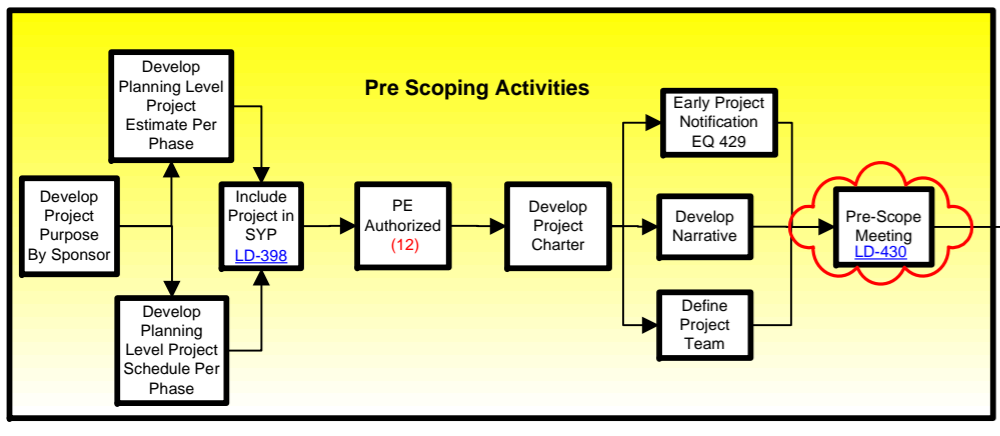 Pre Scoping Activities
Develop
Project
Purpose
By Sponsor
Develop
Planning Level
Project
Estimate Per
Phase
Develop
Planning
Level Project
Schedule Per
Phase
Include
Project in
SYP
LD-398
PE
Authorized
(12)
Develop
Project
Charter
Early Project
Notification
EQ 429
Develop
Narrative
Define
Project
Team
Pre-Scope
Meeting
LD-430